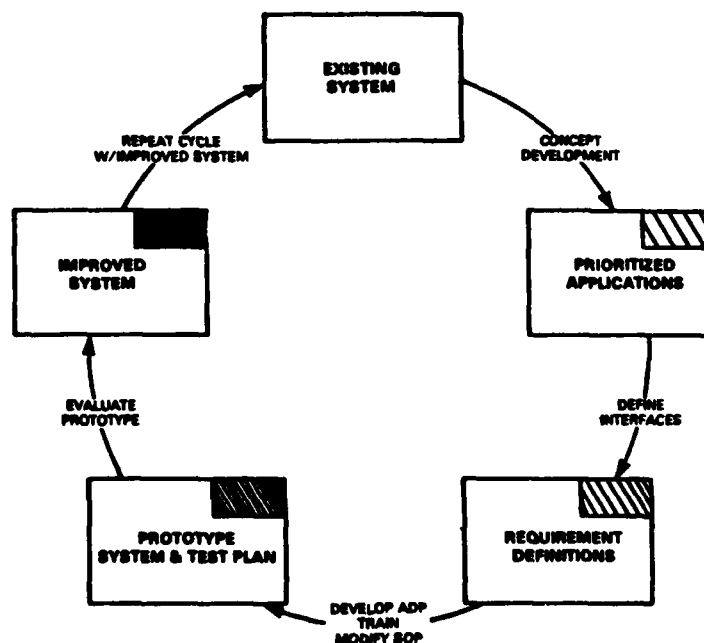 EXISTING
SYSTEM
REPEAT CYCLE
W/IMPROVED SYSTEM
CONCEPT
DEVELOPMENT
IMPROVED
SYSTEM
PRIORITIZED
APPLICATIONS
EVALUATE
PROTOTYPE
DEFINE
INTERFACES
PROTOTYPE
SYSTEM & TEST PLAN
REQUIREMENT
DEFINITIONS
DEVELOP ADP
TRAIN
MODIFY SOP